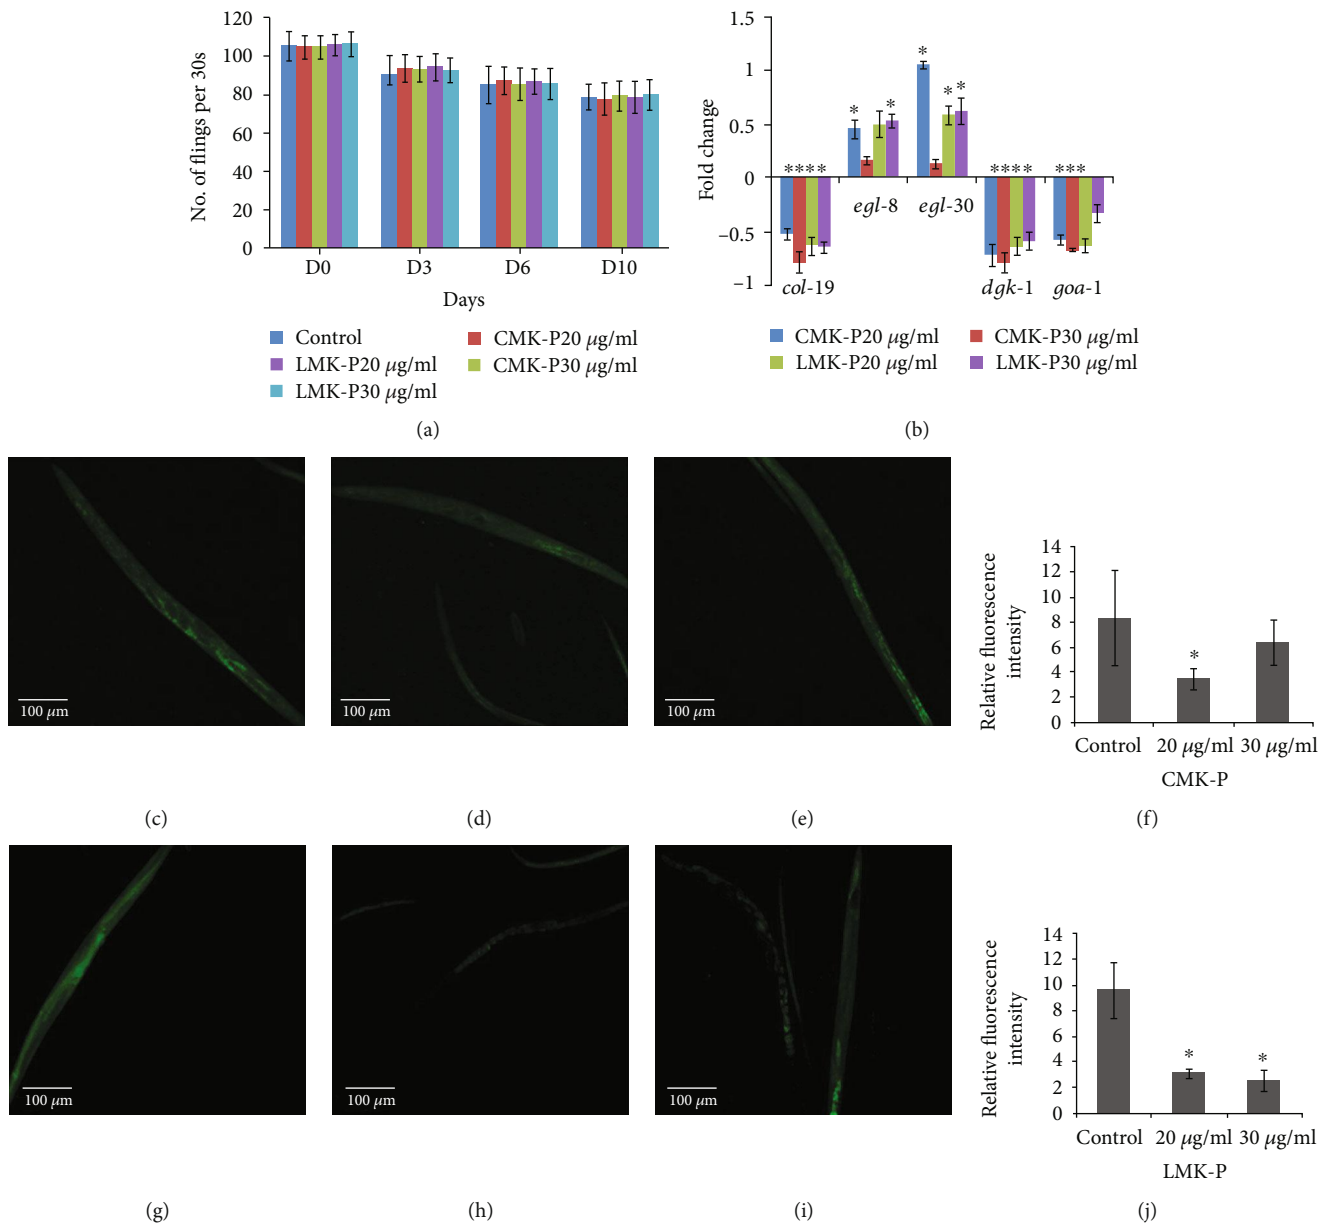 120
100
80
60
40
20
0
No. of flings per 30s
D0 D3 D6 D10
Days
Control
CMK-P20 μg/ml
LMK-P20 μg/ml
CMK-P30 μg/ml
LMK-P30 μg/ml
(a)
1.5
1
0.5
0
−0.5
−1
Fold change
* * * * * *
**** **** ***
egl-8 egl-30
col-19 dgk-1 goa-1
CMK-P20 μg/ml CMK-P30 μg/ml
LMK-P20 μg/ml LMK-P30 μg/ml
(b)
100 μm
100 μm
100 μm
14
12
10
8
6
4
2
0
Relative fluorescence
intensity
*
Control 20 μg/ml 30 μg/ml
CMK-P
(c) (d) (e) (f)
100 μm
100 μm
100 μm
14
12
10
8
6
4
2
0
Relative fluorescence
intensity
* *
Control 20 μg/ml 30 μg/ml
LMK-P
(g) (h) (i) (j)